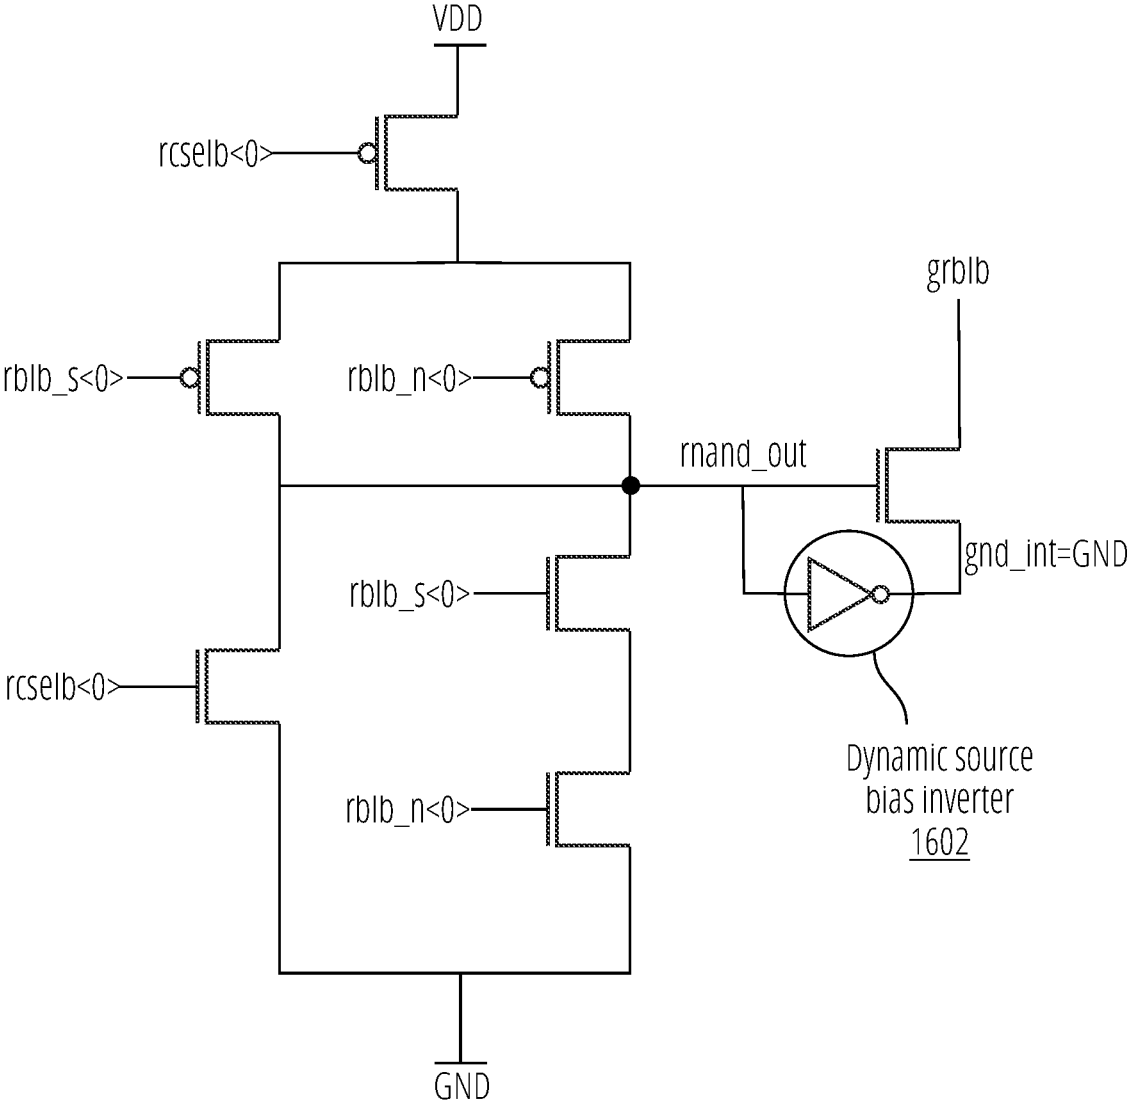 VDD
rcselb<0>
grblb
rblb_s<0>
rblb_n<0>
rnand_out
gnd_int=GND
rblb_s<0>
rcselb<0>
Dynamic source
bias inverter
1602
rblb_n<0>
GND